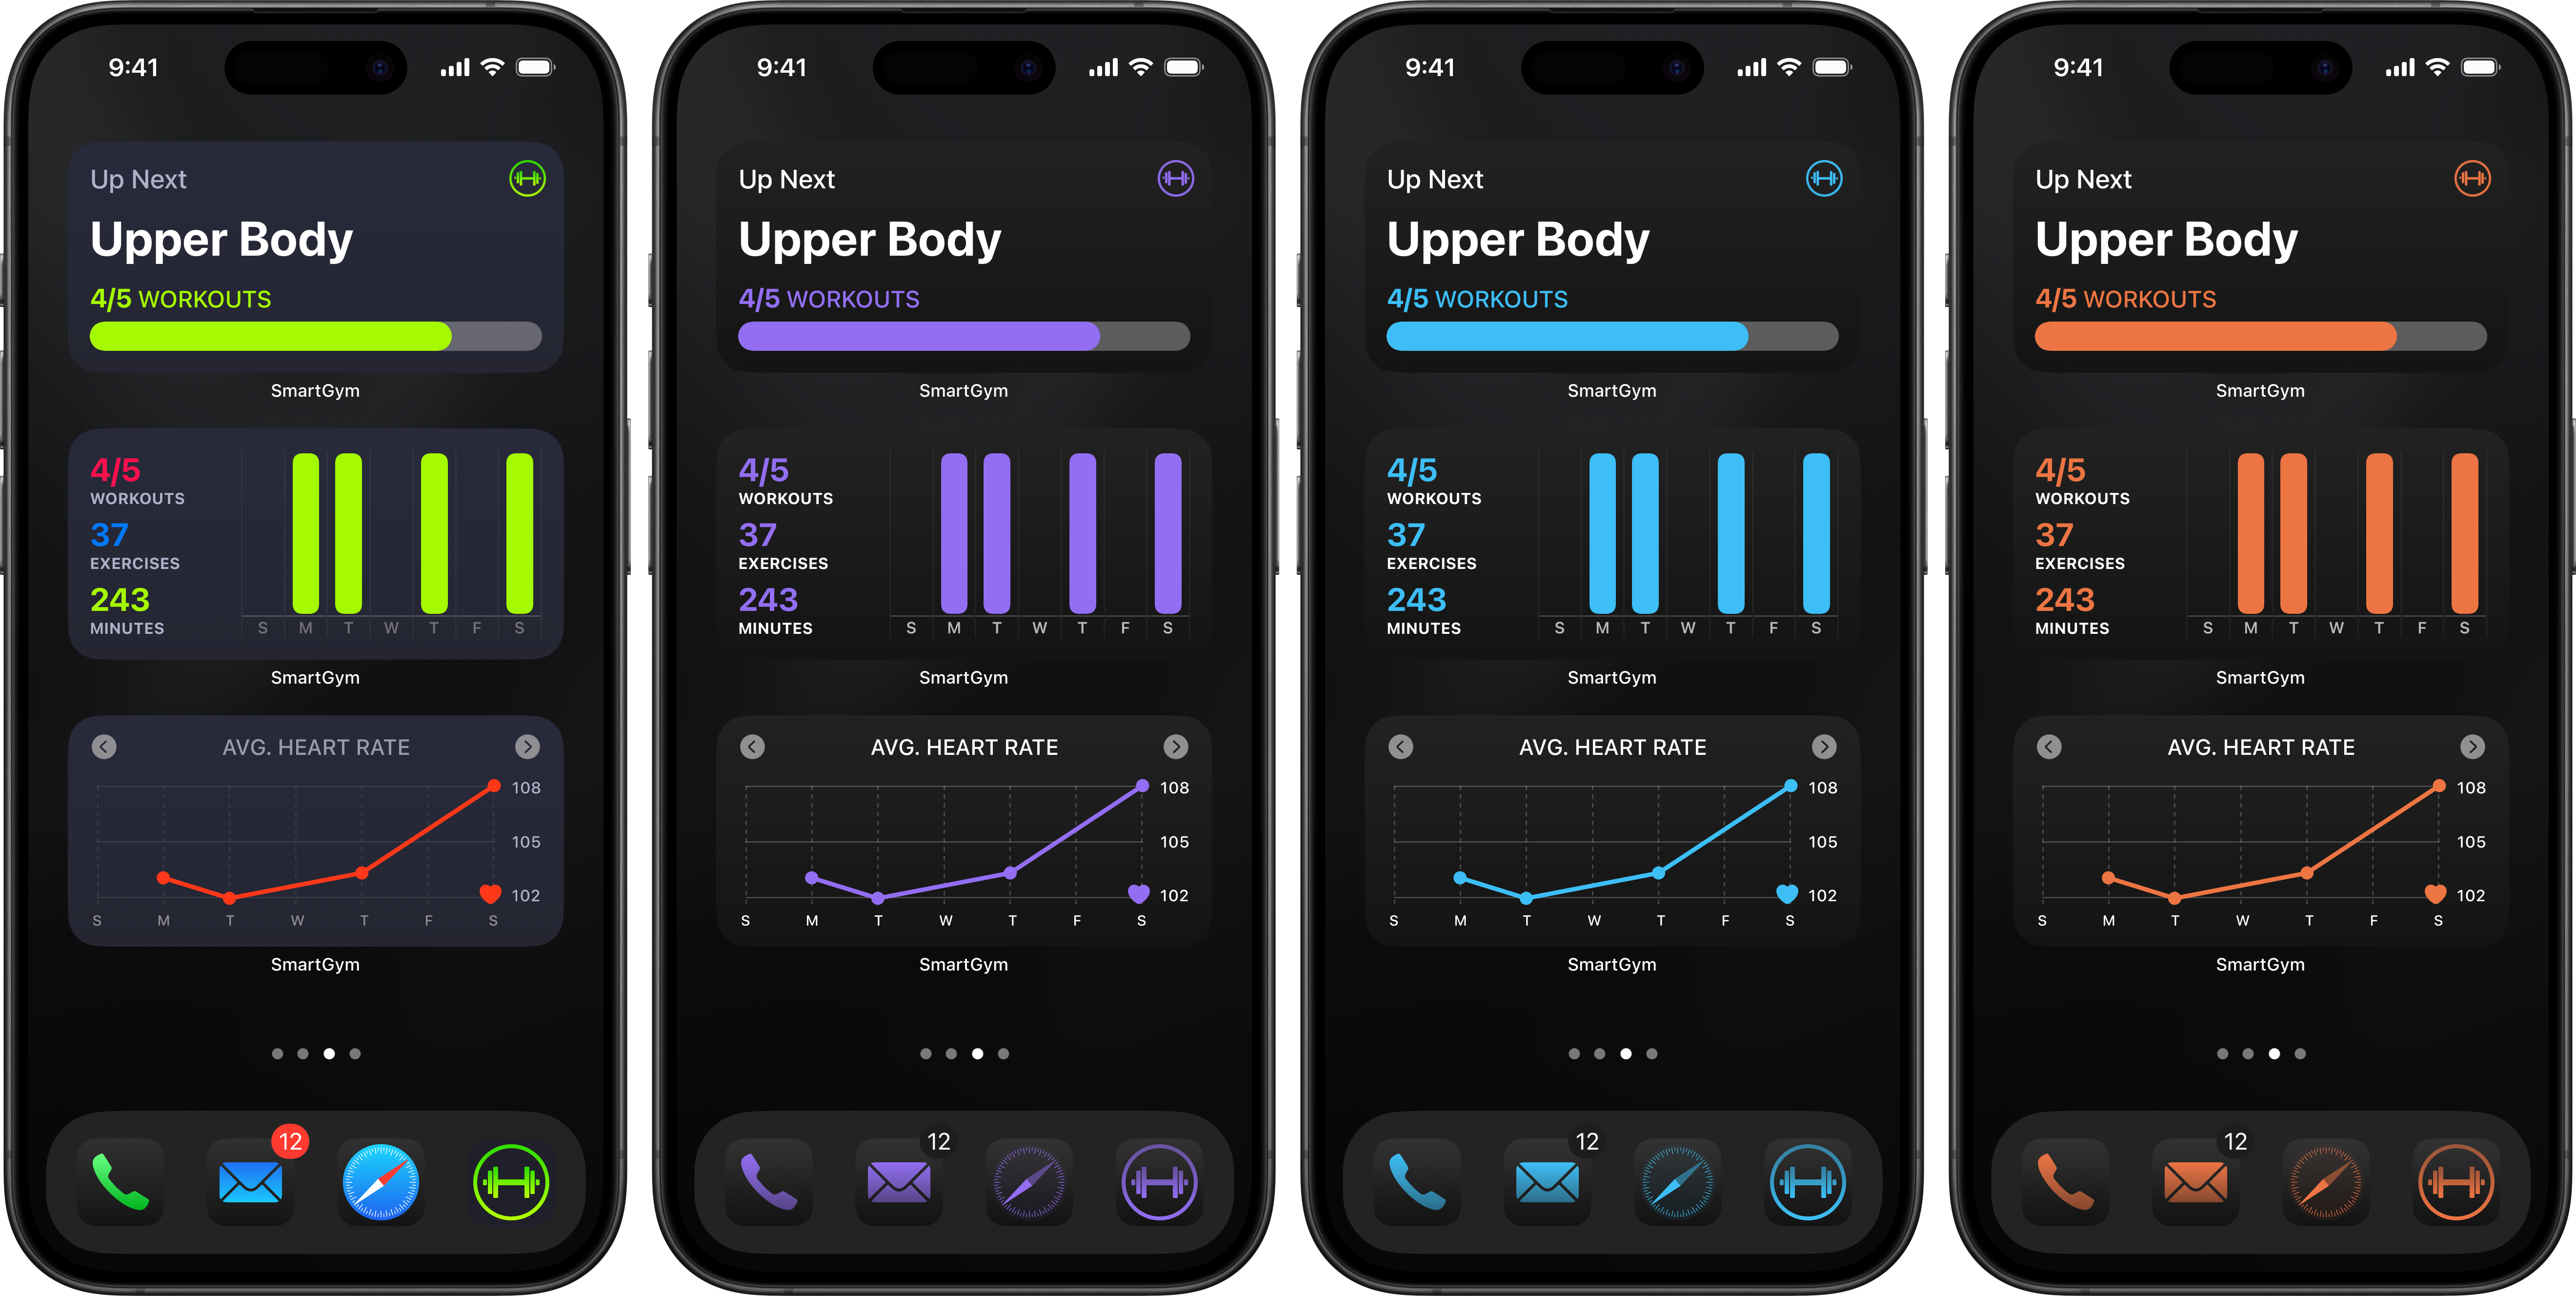 9:41
Up Next
Upper Body
4/5 WORKOUTS
SmartGym
4/5
WORKOUTS
37
EXERCISES
243
MINUTES
S M T W T F S
SmartGym
AVG. HEART RATE
108
105
102
S M T W T F S
SmartGym
12
9:41
Up Next
Upper Body
4/5 WORKOUTS
SmartGym
4/5
WORKOUTS
37
EXERCISES
243
MINUTES
S M T W T F S
SmartGym
AVG. HEART RATE
108
105
102
S M T W T F S
SmartGym
12
9:41
Up Next
Upper Body
4/5 WORKOUTS
SmartGym
4/5
WORKOUTS
37
EXERCISES
243
MINUTES
S M T W T F S
SmartGym
AVG. HEART RATE
108
105
102
S M T W T F S
SmartGym
12
9:41
Up Next
Upper Body
4/5 WORKOUTS
SmartGym
4/5
WORKOUTS
37
EXERCISES
243
MINUTES
S M T W T F S
SmartGym
AVG. HEART RATE
108
105
102
S M T W T F S
SmartGym
12